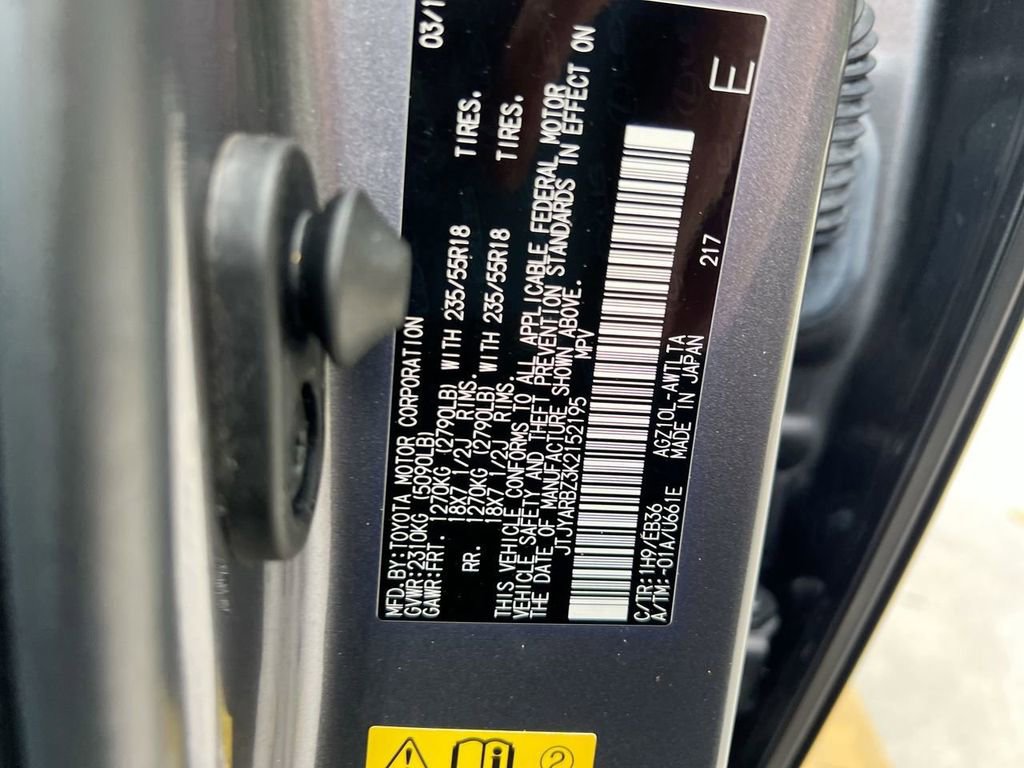 MFD.BY:TOYOTA MOTOR CORPORATION 03/1
GVWR:2310KG (5090LB)
GAWR:FRT. 1270KG (2790LB) WITH 235/55R18 TIRES.
18X7 1/2J RIMS.
RR. 1270KG (2790LB) WITH 235/55R18 TIRES.
18X7 1/2J RIMS.
THIS VEHICLE CONFORMS TO ALL APPLICABLE FEDERAL MOTOR
VEHICLE SAFETY AND THEFT PREVENTION STANDARDS IN EFFECT ON
THE DATE OF MANUFACTURE SHOWN ABOVE.
JTJYARBZ3K2152195 MPV
C/TR:1H9/EB36 AGZ10L-AWTLTA 217
A/TM:-01A/U661E MADE IN JAPAN
E